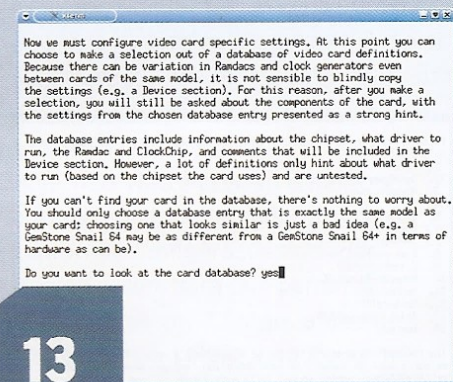 Now we must configure video card specific settings. At this point you can
choose to make a selection out of a database of video card definitions.
Because there can be variation in Ramdacs and clock generators even
between cards of the same model, it is not sensible to blindly copy
the settings (e.g. a Device section). For this reason, after you make a
selection, you will still be asked about the components of the card, with
the settings from the chosen database entry presented as a strong hint.
The database entries include information about the chipset, what driver to
run, the Ramdac and ClockChip, and comments that will be included in the
Device section. However, a lot of definitions only hint about what driver
to run (based on the chipset the card uses) and are untested.
If you can't find your card in the database, there's nothing to worry about.
You should only choose a database entry that is exactly the same model as
your card; choosing one that looks similar is just a bad idea (e.g. a
GemStone Snail 64 may be as different from a GemStone Snail 64+ in terms of
hardware as can be).
Do you want to look at the card database? yes
13